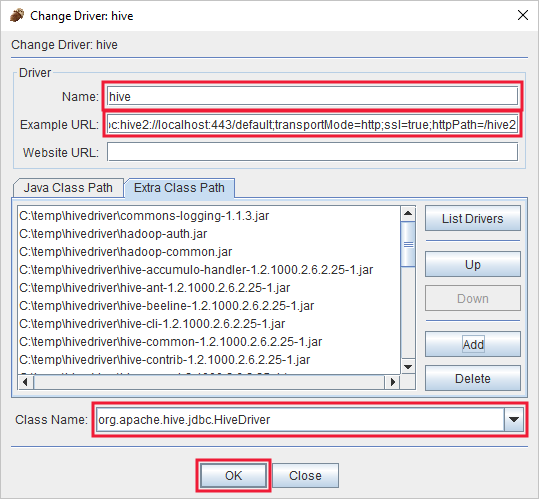 Change Driver: hive
Change Driver: hive
Driver
Name: hive
Example URL: oc:hive2://localhost:443/default;transportMode=http;ssl=true;httpPath=/hive2
Website URL:
Java Class Path Extra Class Path
C:\temp\hivedriver\commons-logging-1.1.3.jar
C:\temp\hivedriver\hadoop-auth.jar
C:\temp\hivedriver\hadoop-common.jar
C:\temp\hivedriver\hive-accumulo-handler-1.2.1000.2.6.2.25-1.jar
C:\temp\hivedriver\hive-ant-1.2.1000.2.6.2.25-1.jar
C:\temp\hivedriver\hive-beeline-1.2.1000.2.6.2.25-1.jar
C:\temp\hivedriver\hive-cli-1.2.1000.2.6.2.25-1.jar
C:\temp\hivedriver\hive-common-1.2.1000.2.6.2.25-1.jar
C:\temp\hivedriver\hive-contrib-1.2.1000.2.6.2.25-1.jar
List Drivers
Up
Down
Add
Delete
Class Name: org.apache.hive.jdbc.HiveDriver
OK Close